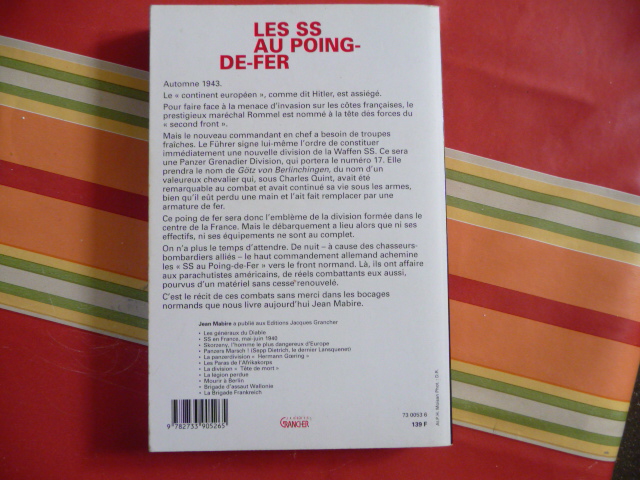 LES SS
AU POING-
DE-FER
Automne 1943.
Le « continent européen », comme dit Hitler, est assiégé.
Pour faire face à la menace d'invasion sur les côtes françaises, le
prestigieux maréchal Rommel est nommé à la tête des forces du
« second front ».
Mais le nouveau commandant en chef a besoin de troupes
fraîches. Le Führer signe lui-même l'ordre de constituer
immédiatement une nouvelle division de la Waffen SS. Ce sera
une Panzer Grenadier Division, qui portera le numéro 17. Elle
prendra le nom de Götz von Berlinchingen, du nom d'un
valeureux chevalier qui, sous Charles Quint, avait été
remarquable au combat et avait continué sa vie sous les armes,
bien qu'il eût perdu une main et l'ait fait remplacer par une
armature de fer.
Ce poing de fer sera donc l'emblème de la division formée dans le
centre de la France. Mais le débarquement a lieu alors que ni ses
effectifs, ni ses équipements ne sont au complet.
On n'a plus le temps d'attendre. De nuit – à cause des chasseurs-
bombardiers alliés – le haut commandement allemand achemine
les « SS au Poing-de-Fer » vers le front normand. Là, ils ont affaire
aux parachutistes américains, de réels combattants eux aussi,
pourvus d'un matériel sans cesse renouvelé.
C'est le récit de ces combats sans merci dans les bocages
normands que nous livre aujourd'hui Jean Mabire.
Jean Mabire a publié aux Editions Jacques Grancher
• Les généraux du Diable
• SS en France, mai-juin 1940
• Skorzeny, l'homme le plus dangereux d'Europe
• Panzers Marsch ! (Sepp Dietrich, le dernier Lansquenet)
• La panzerdivision « Hermann Gœring »
• Les Paras de l'Afrikakorps
• La division « Tête de mort »
• La légion perdue
• Mourir à Berlin
• Brigade d'assaut Wallonie
• La Brigade Frankreich
9 782733 905265
GRANCHER
73 0053 6
139 F